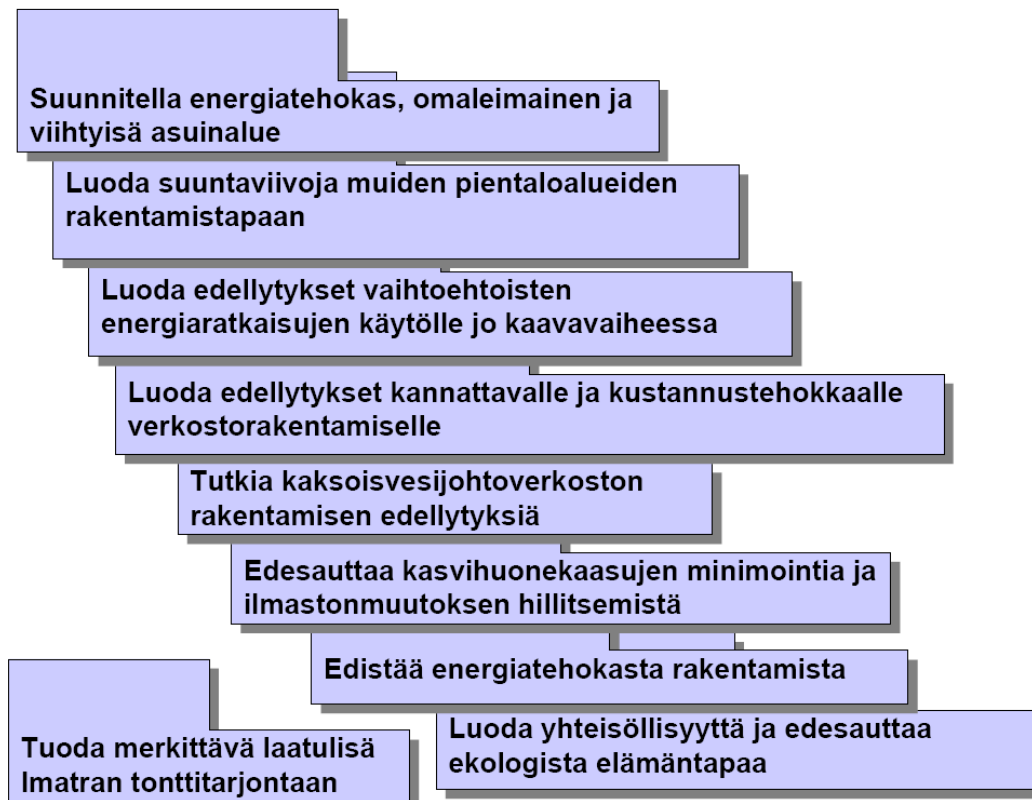 Suunnitella energiatehokas, omaleimainen ja
viihtyisä asuinalue
Luoda suuntaviivoja muiden pientaloalueiden
rakentamistapaan
Luoda edellytykset vaihtoehtoisten
energiaratkaisujen käytölle jo kaavavaiheessa
Luoda edellytykset kannattavalle ja kustannustehokkaalle
verkostorakentamiselle
Tutkia kaksoisvesijohtoverkoston
rakentamisen edellytyksiä
Edesauttaa kasvihuonekaasujen minimointia ja
ilmastonmuutoksen hillitsemistä
Edistää energiatehokasta rakentamista
Luoda yhteisöllisyyttä ja edesauttaa
ekologista elämäntapaa
Tuoda merkittävä laatulisä
Imatran tonttitarjontaan